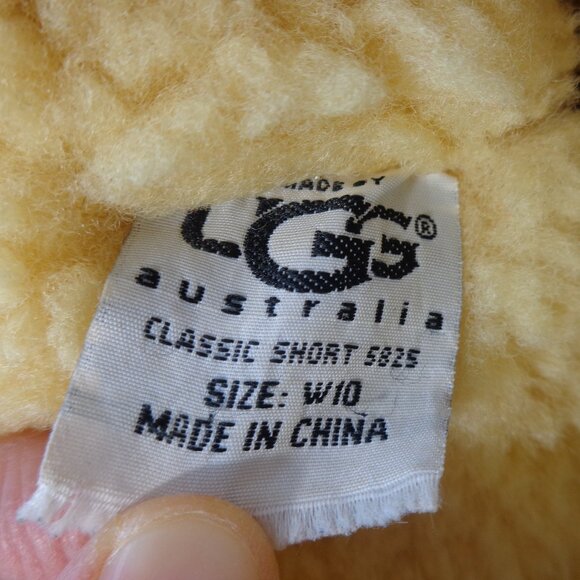 MADE BY
UGG®
australia
CLASSIC SHORT 5825
SIZE: W10
MADE IN CHINA